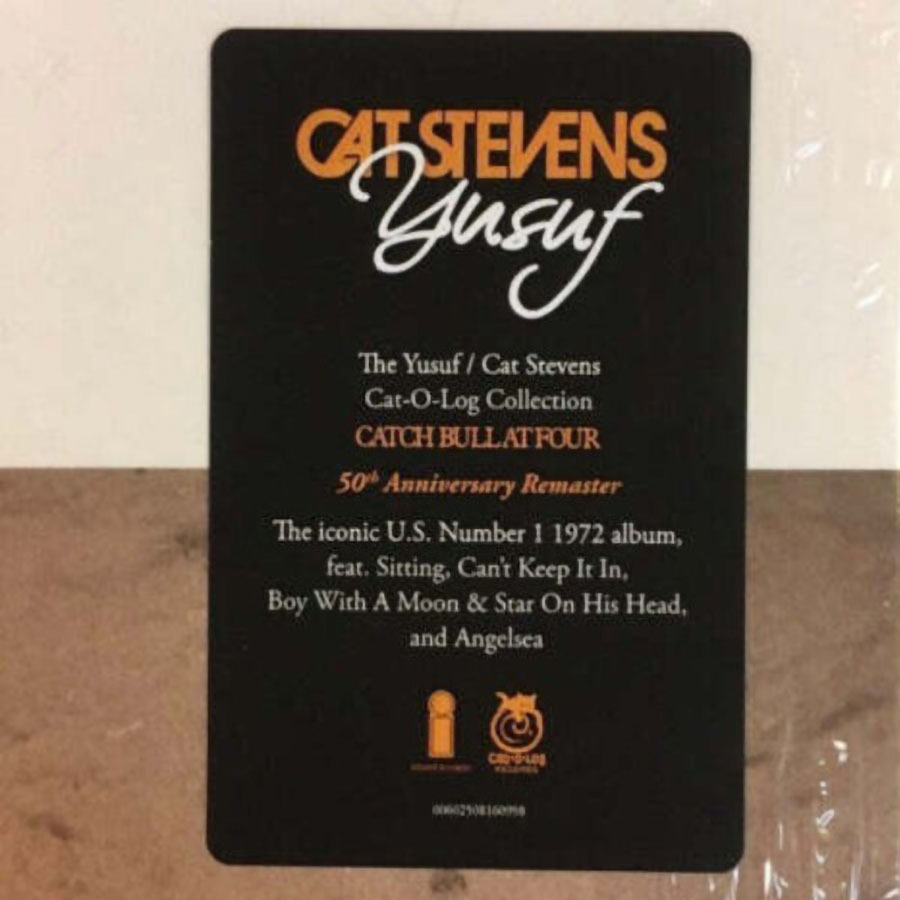 CAT STEVENS
Yusuf
The Yusuf / Cat Stevens
Cat-O-Log Collection
CATCH BULL AT FOUR
50th Anniversary Remaster
The iconic U.S. Number 1 1972 album,
feat. Sitting, Can't Keep It In,
Boy With A Moon & Star On His Head,
and Angelsea
CAT-O-LOG